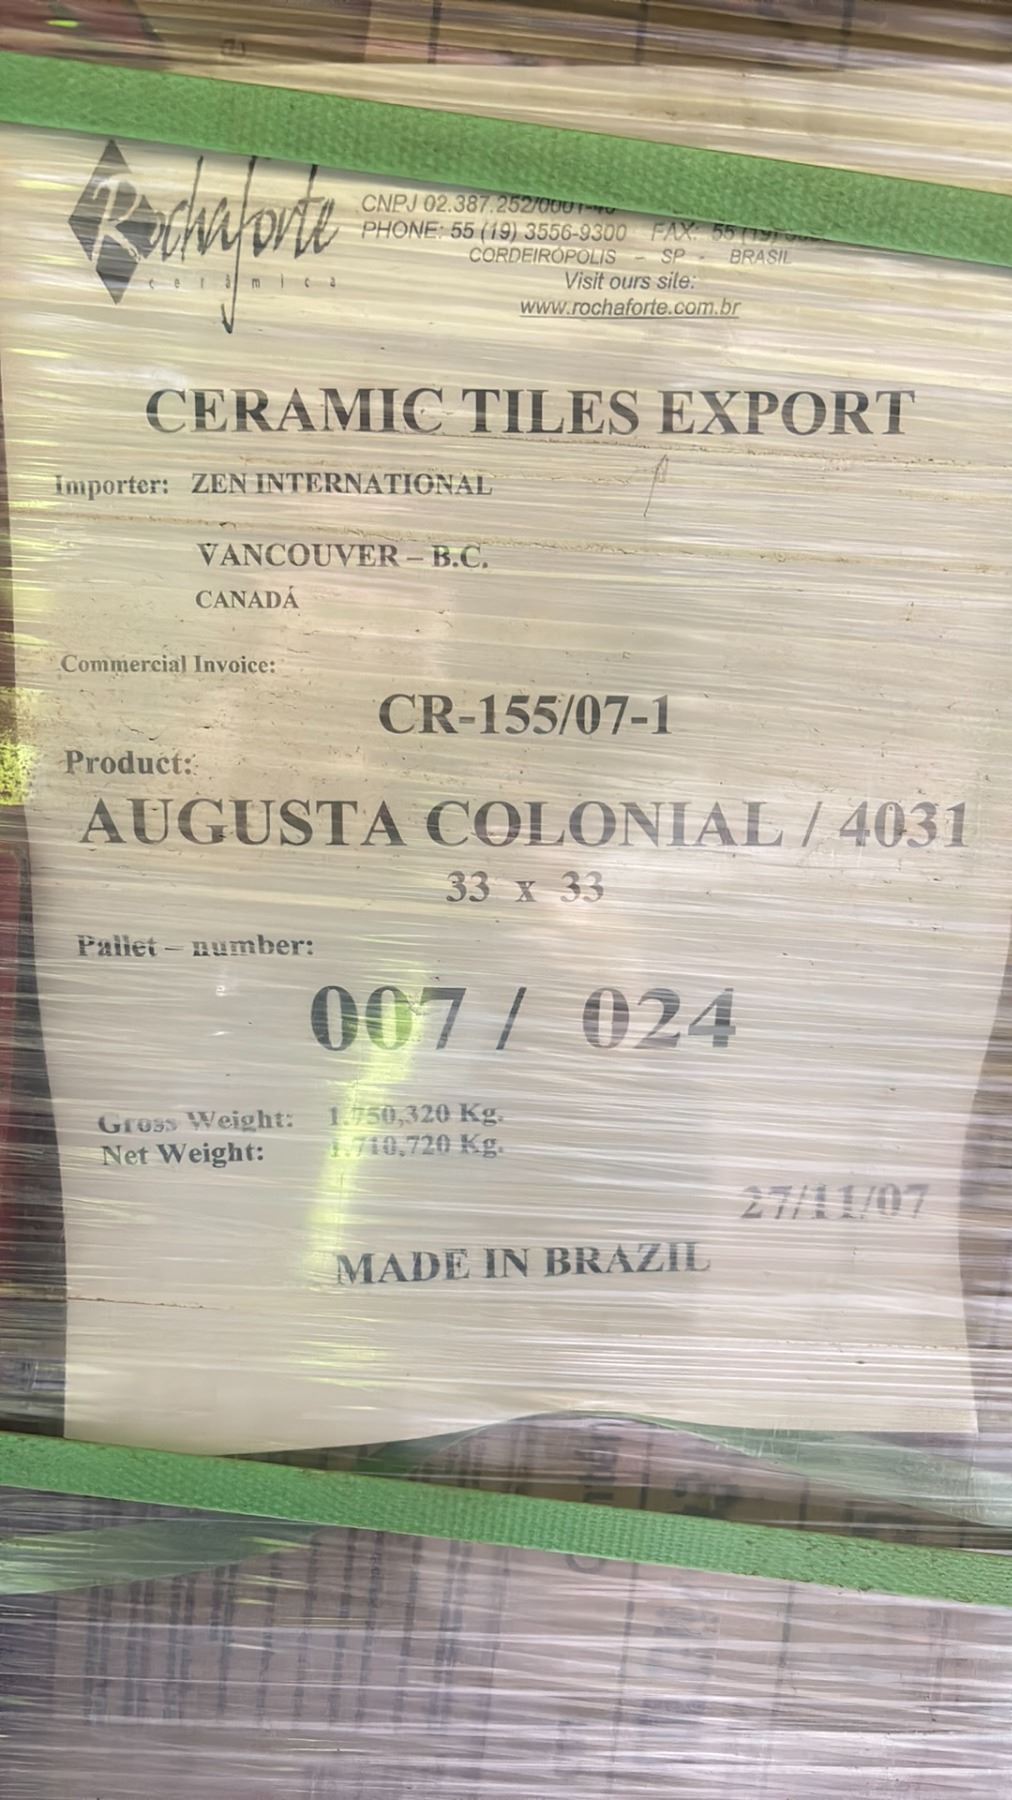 Rochaforte
cerâmica
CNPJ 02.387.252/0001-40
PHONE: 55 (19) 3556-9300 FAX: 55 (19)
CORDEIRÓPOLIS – SP - BRASIL
Visit ours site:
www.rochaforte.com.br
CERAMIC TILES EXPORT
Importer: ZEN INTERNATIONAL
VANCOUVER – B.C.
CANADÁ
Commercial Invoice:
CR-155/07-1
Product:
AUGUSTA COLONIAL / 4031
33 x 33
Pallet – number:
007 / 024
Gross Weight: 1.750,320 Kg.
Net Weight: 1.710,720 Kg.
27/11/07
MADE IN BRAZIL